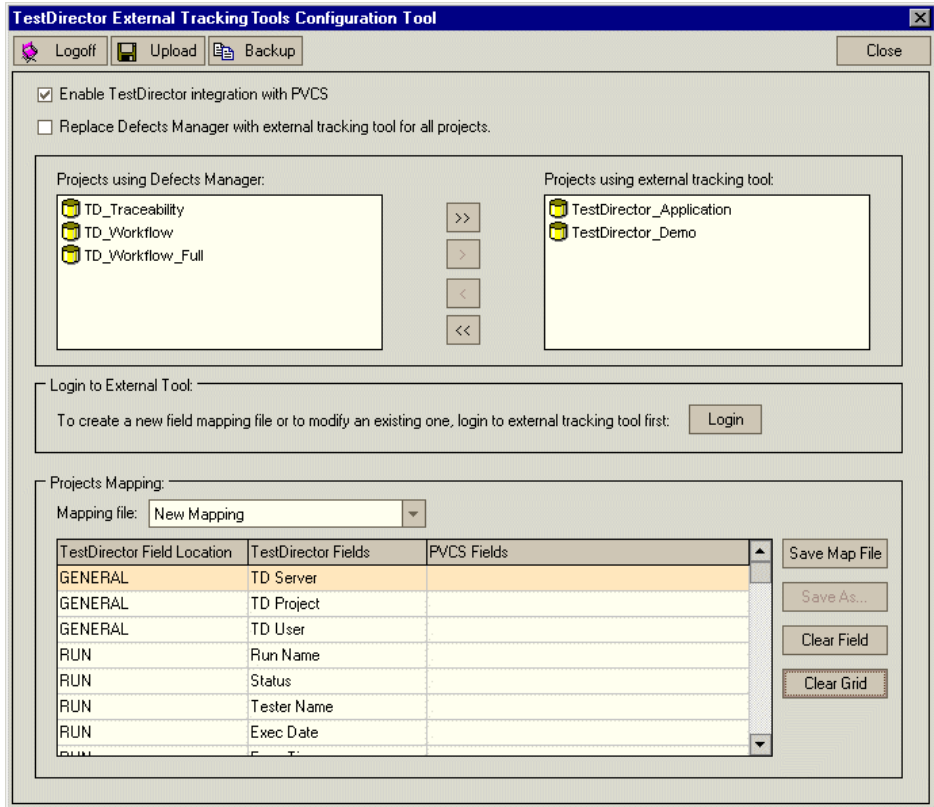 TestDirector External Tracking Tools Configuration Tool
Logoff Upload Backup Close
Enable TestDirector integration with PVCS
Replace Defects Manager with external tracking tool for all projects.
Projects using Defects Manager:
TD_Traceability
TD_Workflow
TD_Workflow_Full
>>
>
<
<<
Projects using external tracking tool:
TestDirector_Application
TestDirector_Demo
Login to External Tool:
To create a new field mapping file or to modify an existing one, login to external tracking tool first: Login
Projects Mapping:
Mapping file: New Mapping
TestDirector Field Location TestDirector Fields PVCS Fields
GENERAL TD Server
GENERAL TD Project
GENERAL TD User
RUN Run Name
RUN Status
RUN Tester Name
RUN Exec Date
Save Map File
Save As...
Clear Field
Clear Grid